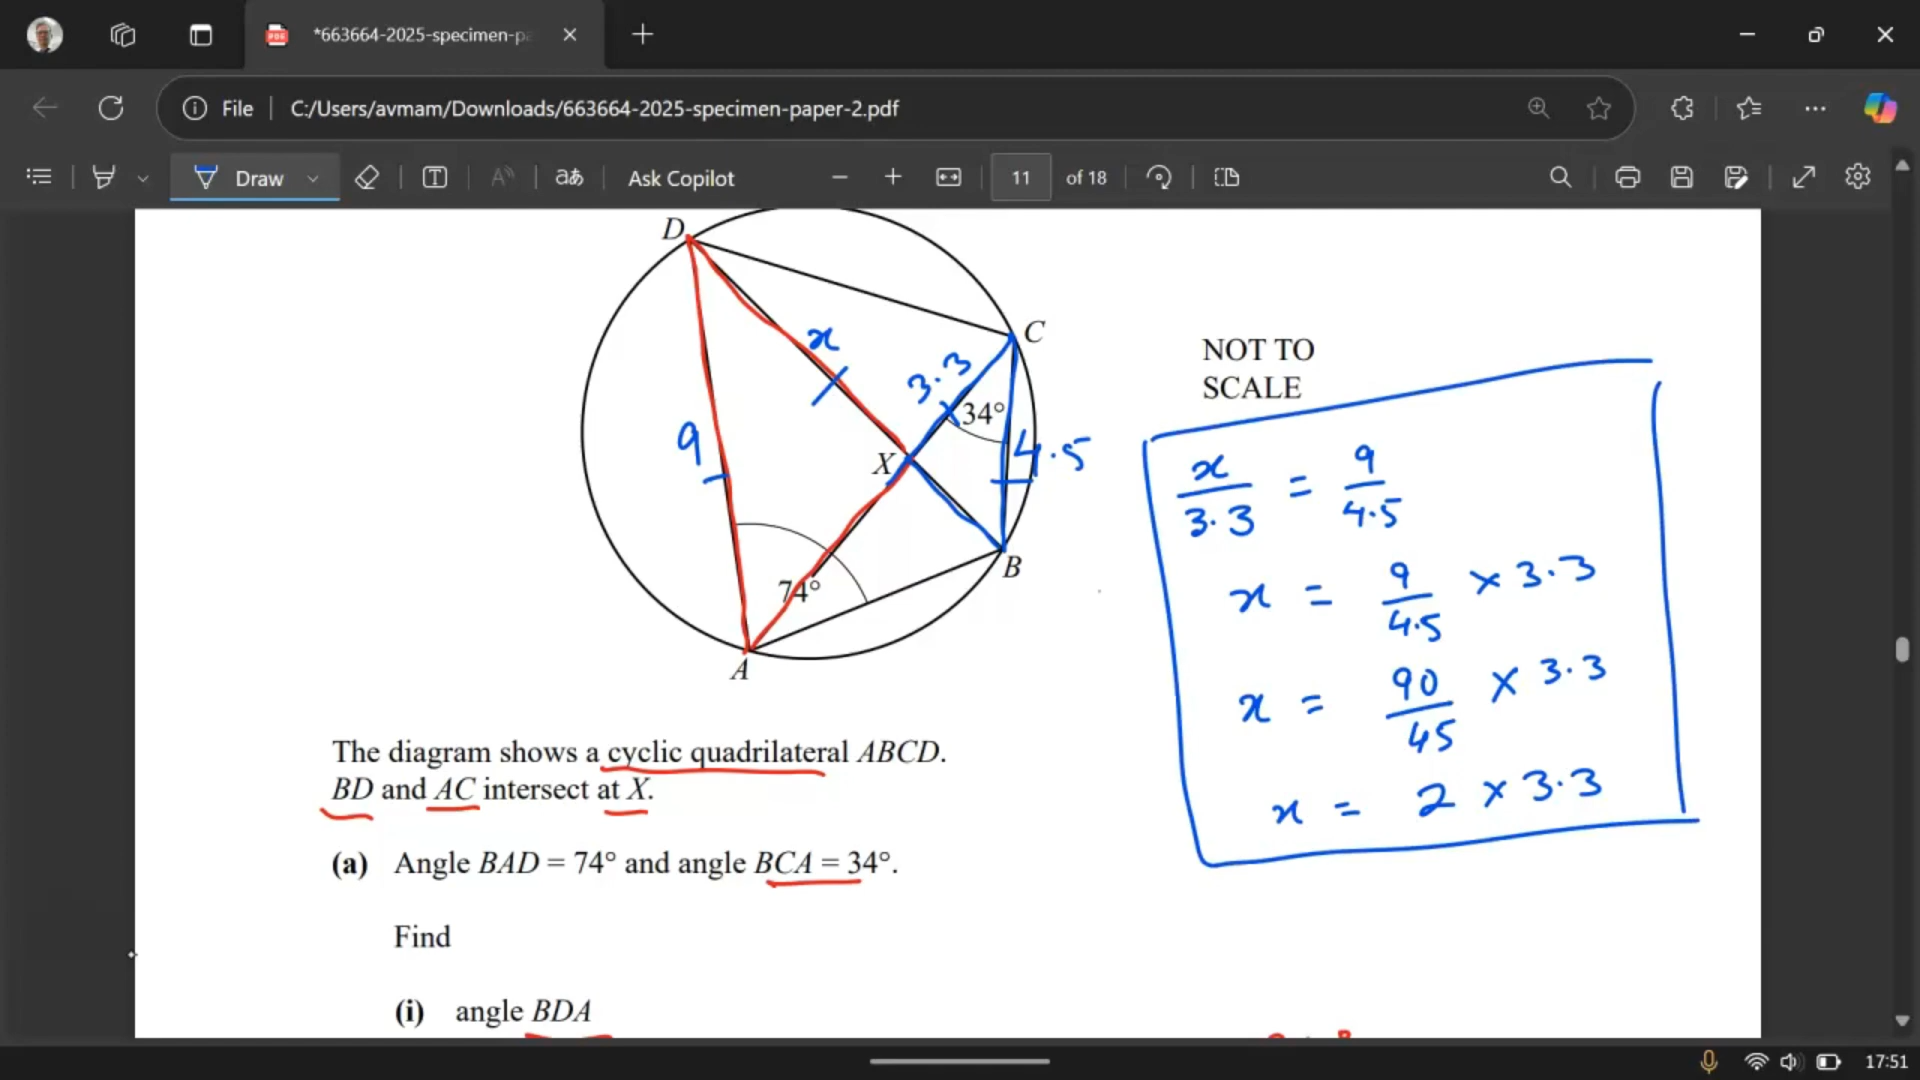 *663664-2025-specimen-pa
File
C:/Users/avmam/Downloads/663664-2025-specimen-paper-2.pdf
Draw
aあ
Ask Copilot
11 of 18
D
x
C
3.3
34°
9
X
4.5
B
74°
A
NOT TO
SCALE
x/3.3 = 9/4.5
x = 9/4.5 × 3.3
x = 90/45 × 3.3
x = 2 × 3.3
The diagram shows a cyclic quadrilateral ABCD.
BD and AC intersect at X.
(a) Angle BAD = 74° and angle BCA = 34°.
Find
(i) angle BDA
17:51